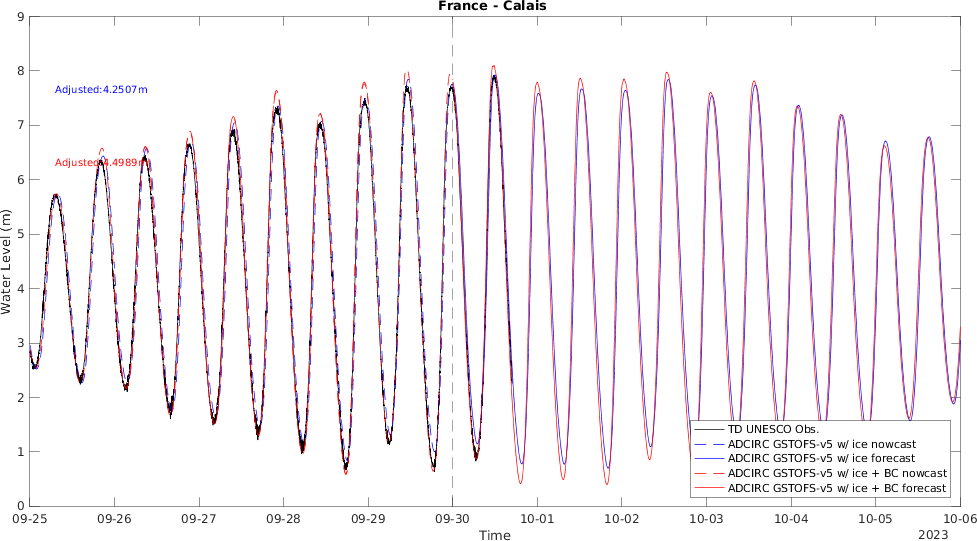 France - Calais
9
8
7
6
5
4
3
2
1
0
Water Level (m)
Adjusted:4.2507m
Adjusted:4.4989m
TD UNESCO Obs.
ADCIRC GSTOFS-v5 w/ ice nowcast
ADCIRC GSTOFS-v5 w/ ice forecast
ADCIRC GSTOFS-v5 w/ ice + BC nowcast
ADCIRC GSTOFS-v5 w/ ice + BC forecast
09-25 09-26 09-27 09-28 09-29 09-30 10-01 10-02 10-03 10-04 10-05 10-06
Time
2023